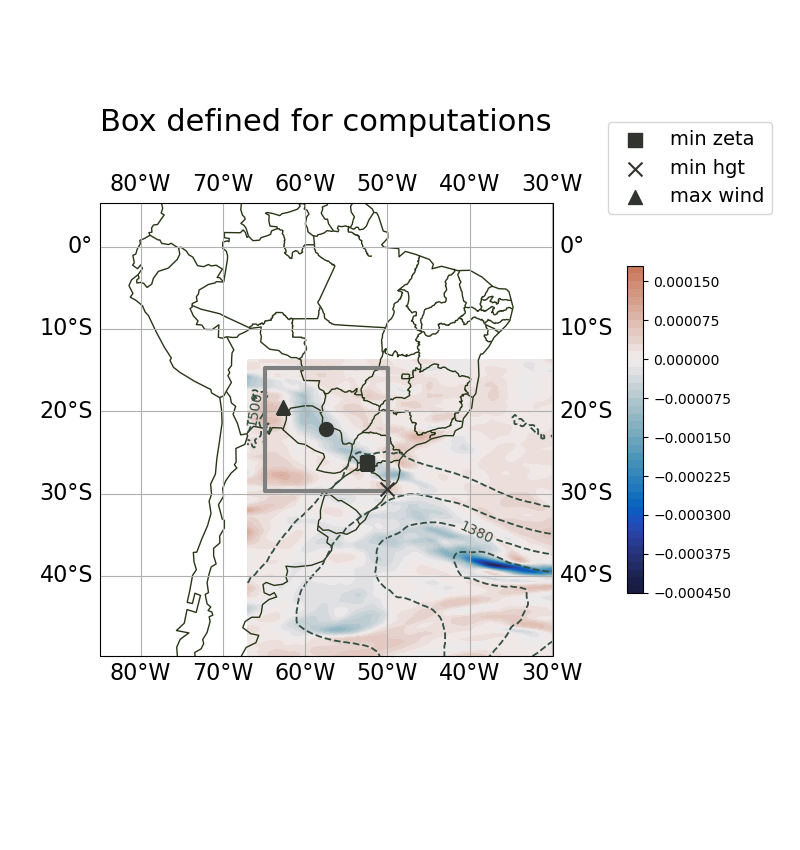 Box defined for computations
min zeta
min hgt
max wind
80°W 70°W 60°W 50°W 40°W 30°W
0° 0°
10°S 10°S
20°S 20°S
30°S 30°S
40°S 40°S
1500
1380
80°W 70°W 60°W 50°W 40°W 30°W
0.000150
0.000075
0.000000
−0.000075
−0.000150
−0.000225
−0.000300
−0.000375
−0.000450